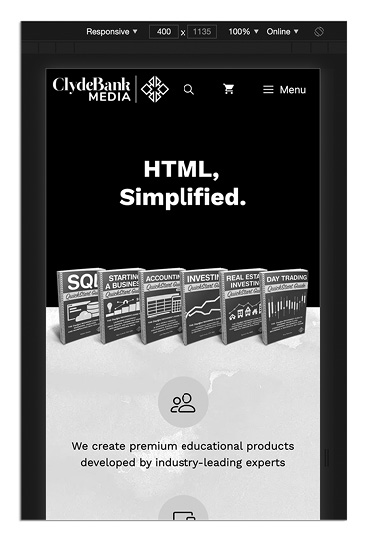 Responsive ▼ 400 x 1135 100% ▼ Online ▼
ClydeBank
MEDIA
Menu
HTML,
Simplified.
SQL
QuickStart Guide
STARTING
A BUSINESS
QuickStart Guide
ACCOUNTING
QuickStart Guide
INVESTING
QuickStart Guide
REAL ESTATE
INVESTING
QuickStart Guide
DAY TRADING
QuickStart Guide
We create premium educational products
developed by industry-leading experts